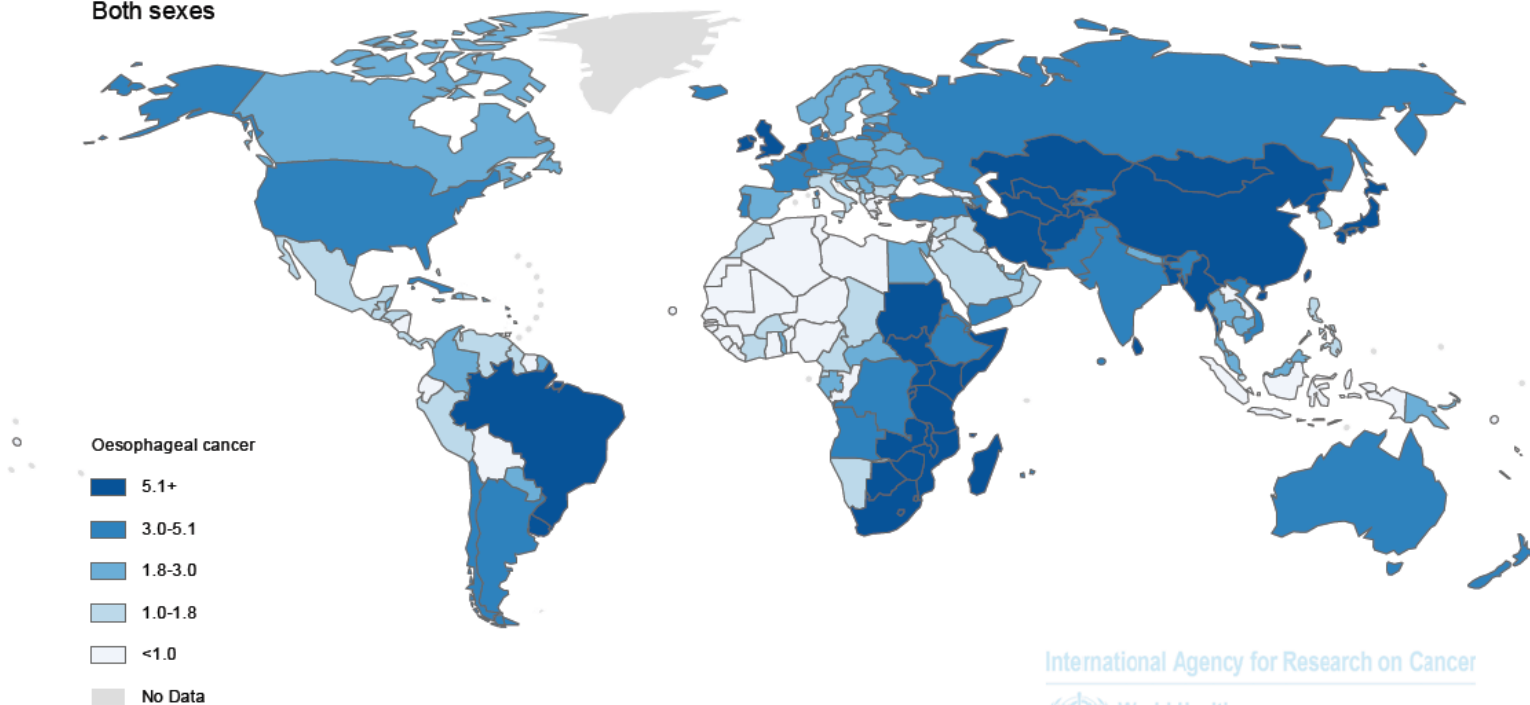 Both sexes
Oesophageal cancer
5.1+
3.0-5.1
1.8-3.0
1.0-1.8
<1.0
No Data
International Agency for Research on Cancer